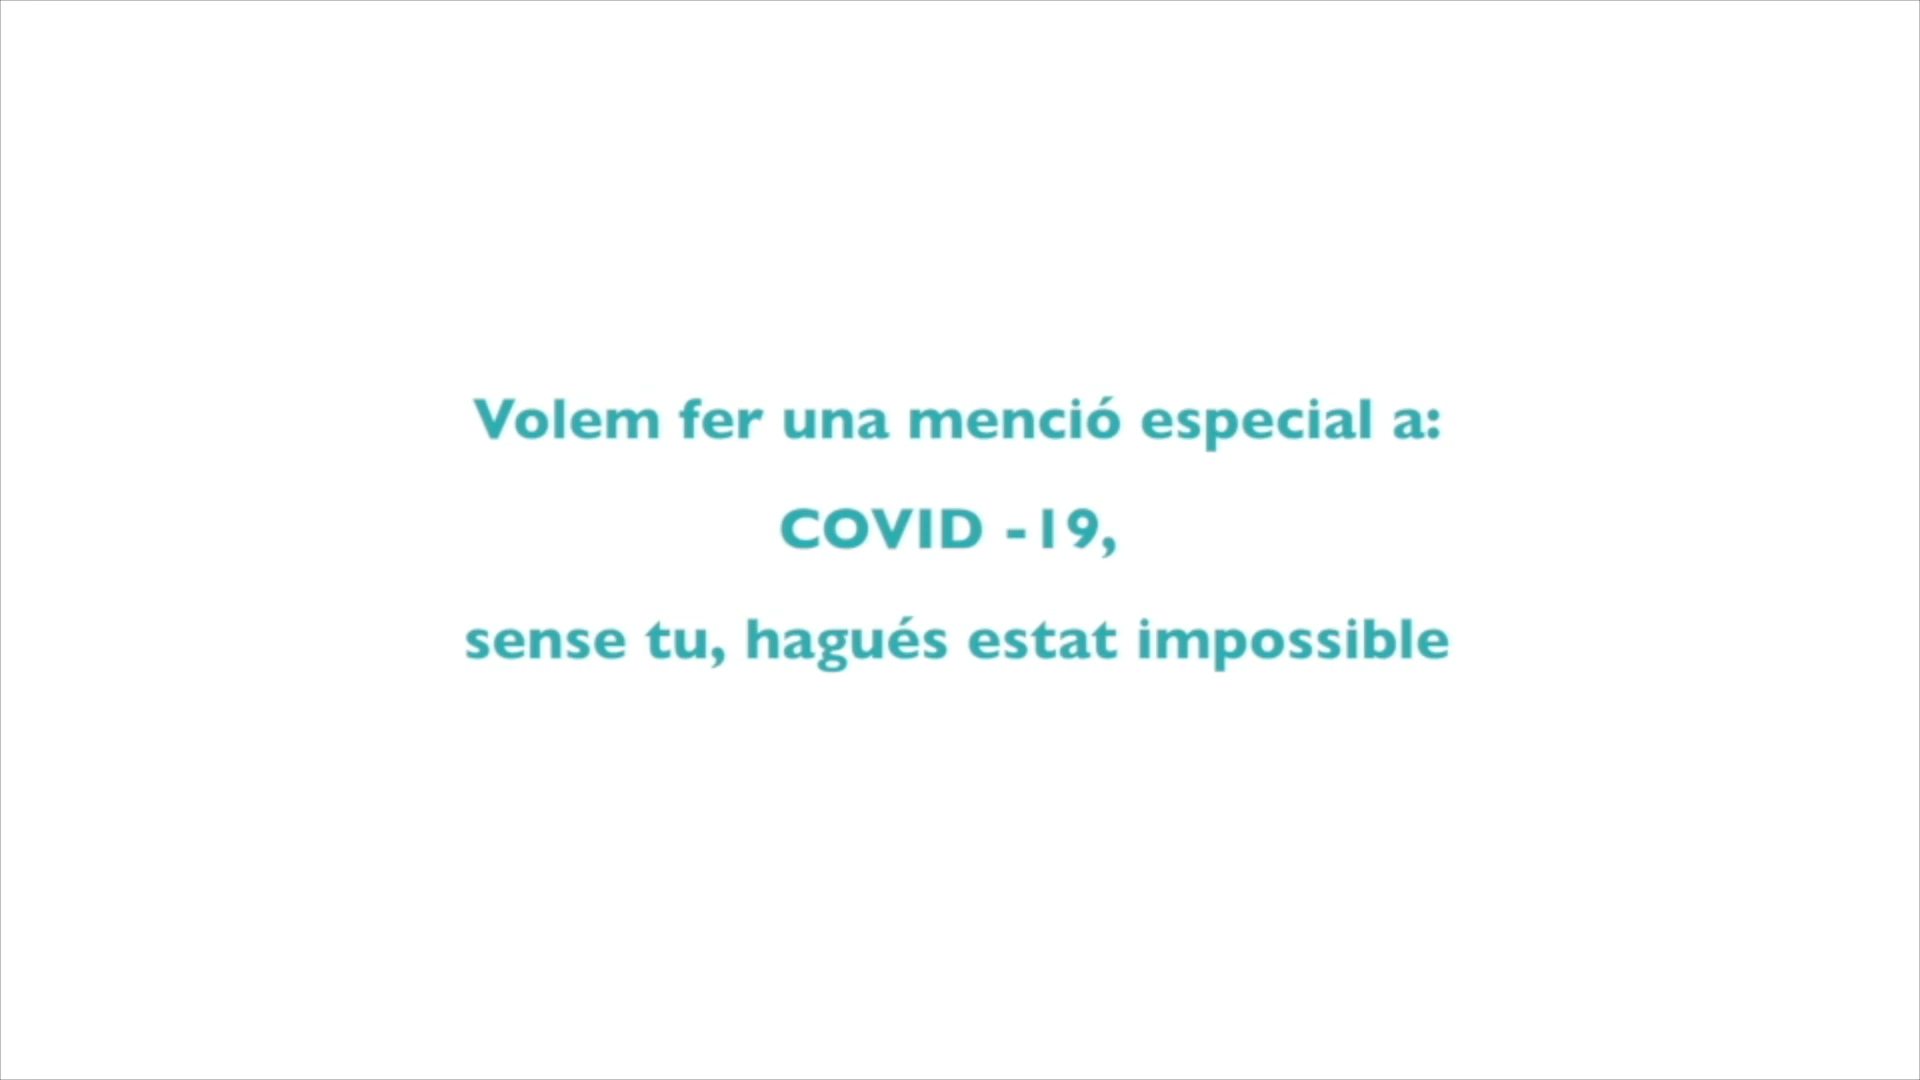 Volem fer una menció especial a:
COVID -19,
sense tu, hagués estat impossible